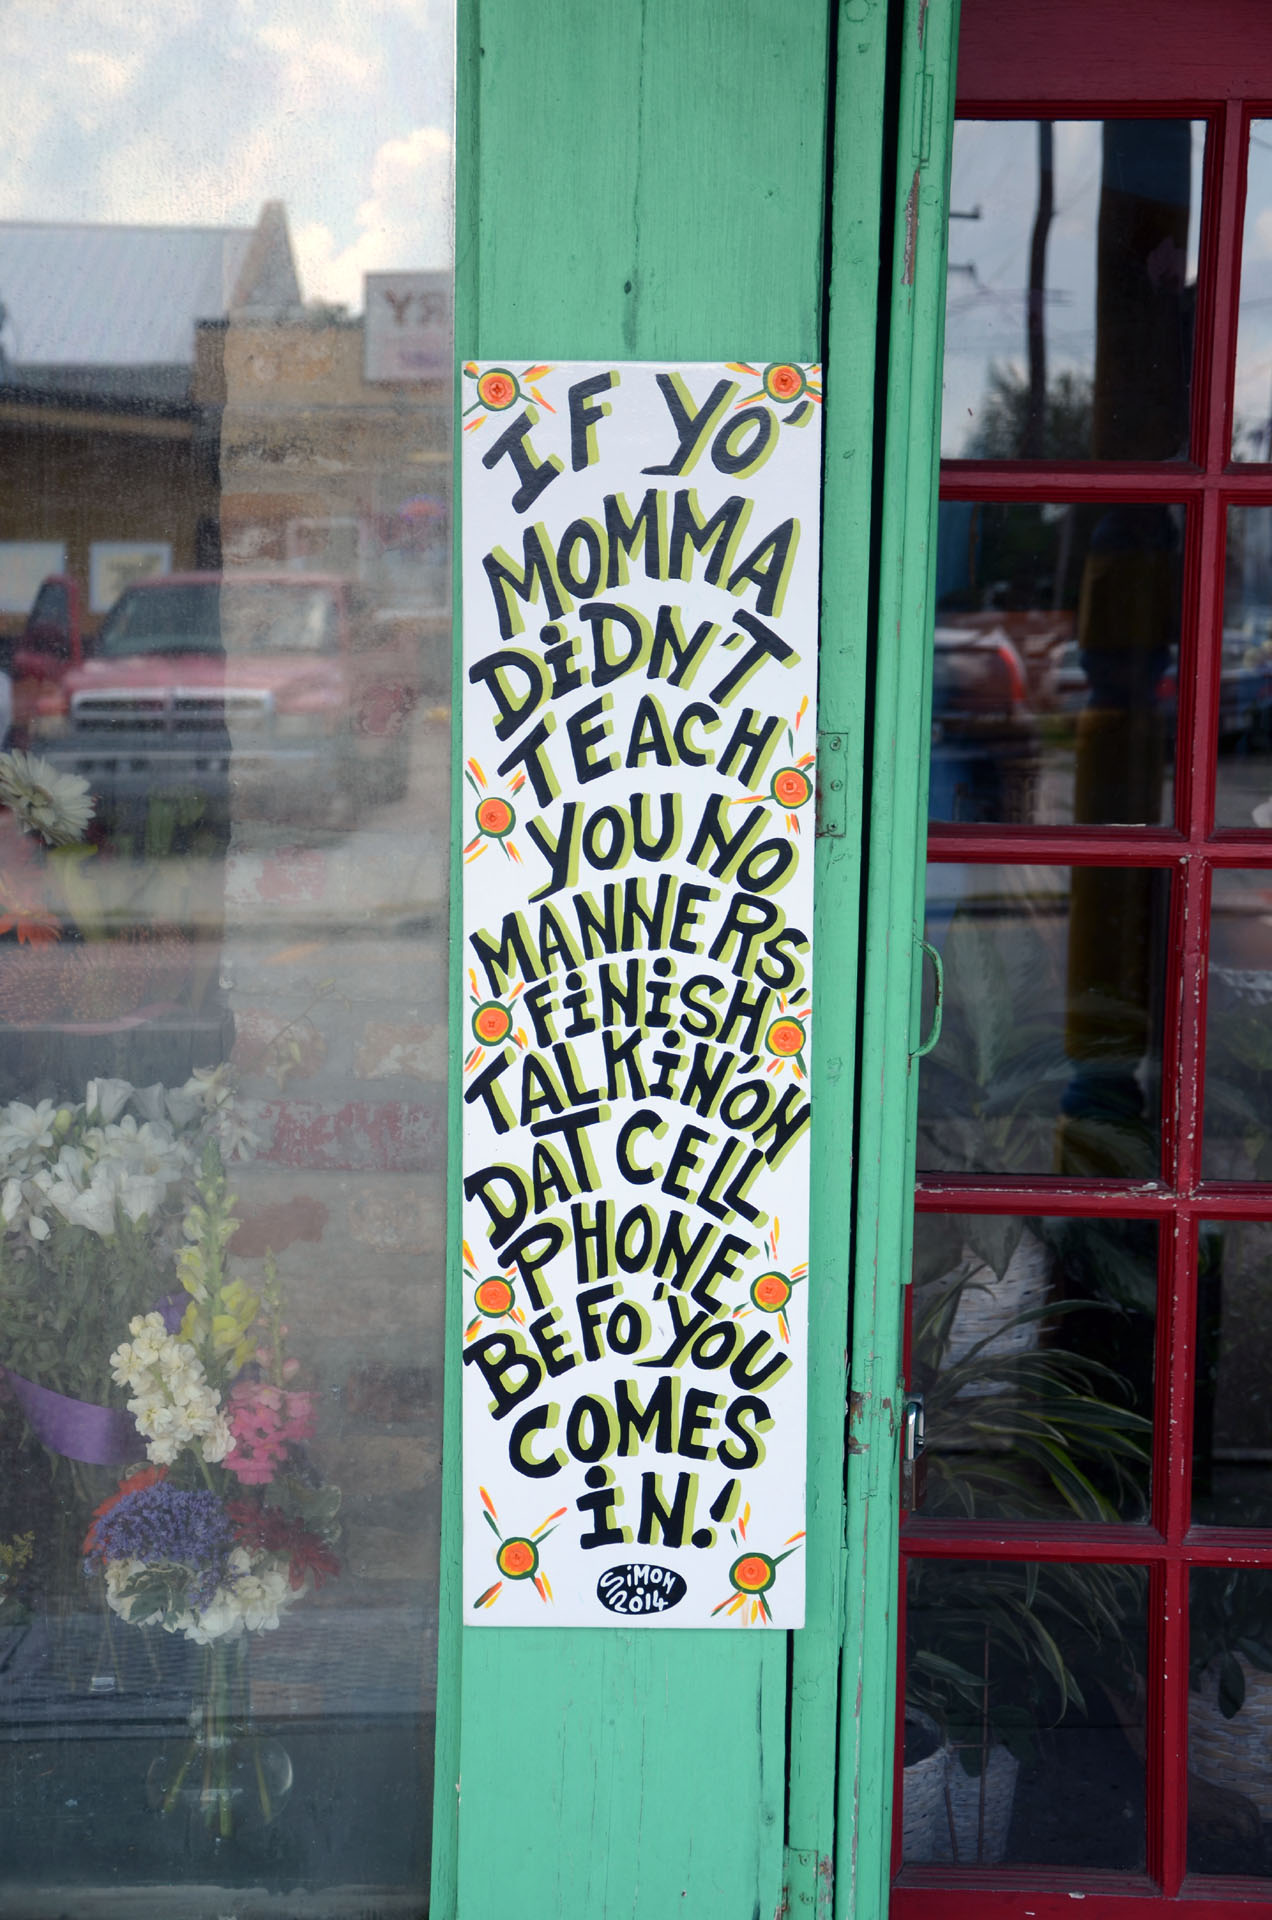 IF YO'
MOMMA
DiDN'T
TEACH
YOU NO
MANNERS,
FiNiSH
TALKiN' ON
DAT CELL
PHONE
BEFO' YOU
COMES
iN!
SiMON
2014